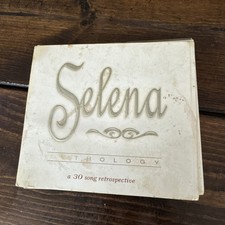 Selena
ANTHOLOGY
a 30 song retrospective